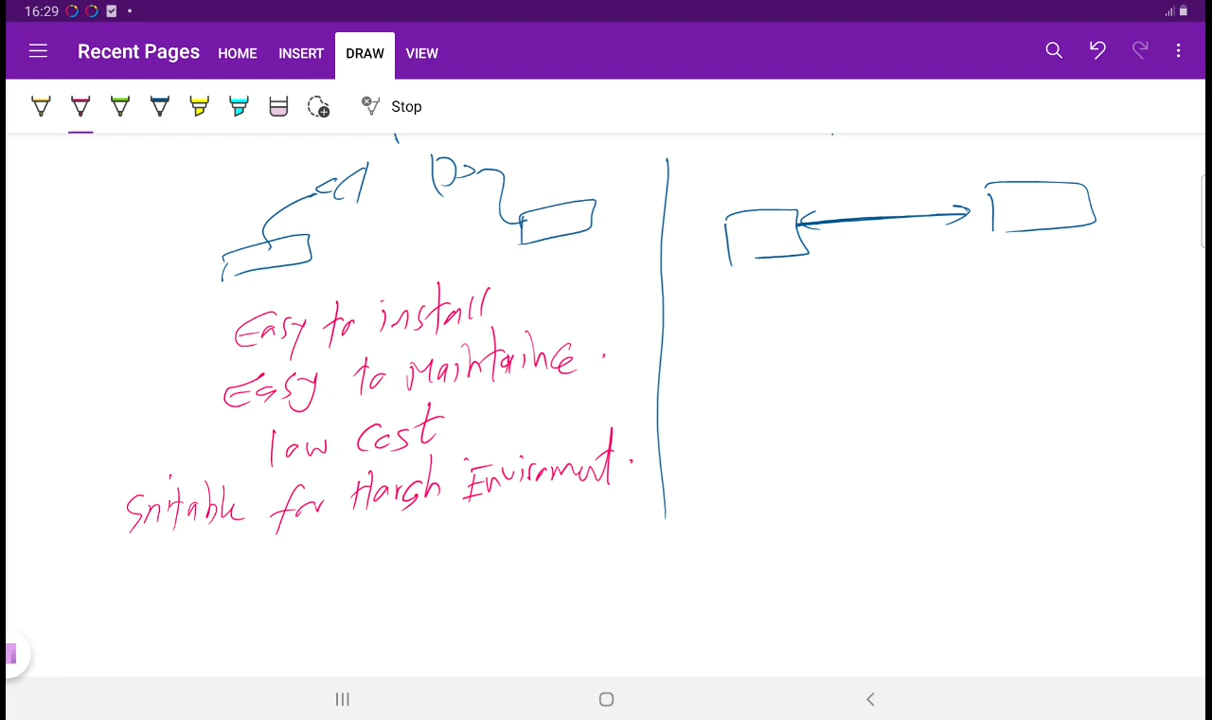 16:29
Recent Pages HOME INSERT DRAW VIEW
Stop
Easy to install
Easy to Maintaince.
low cost
Suitable for Harsh Enviroment.